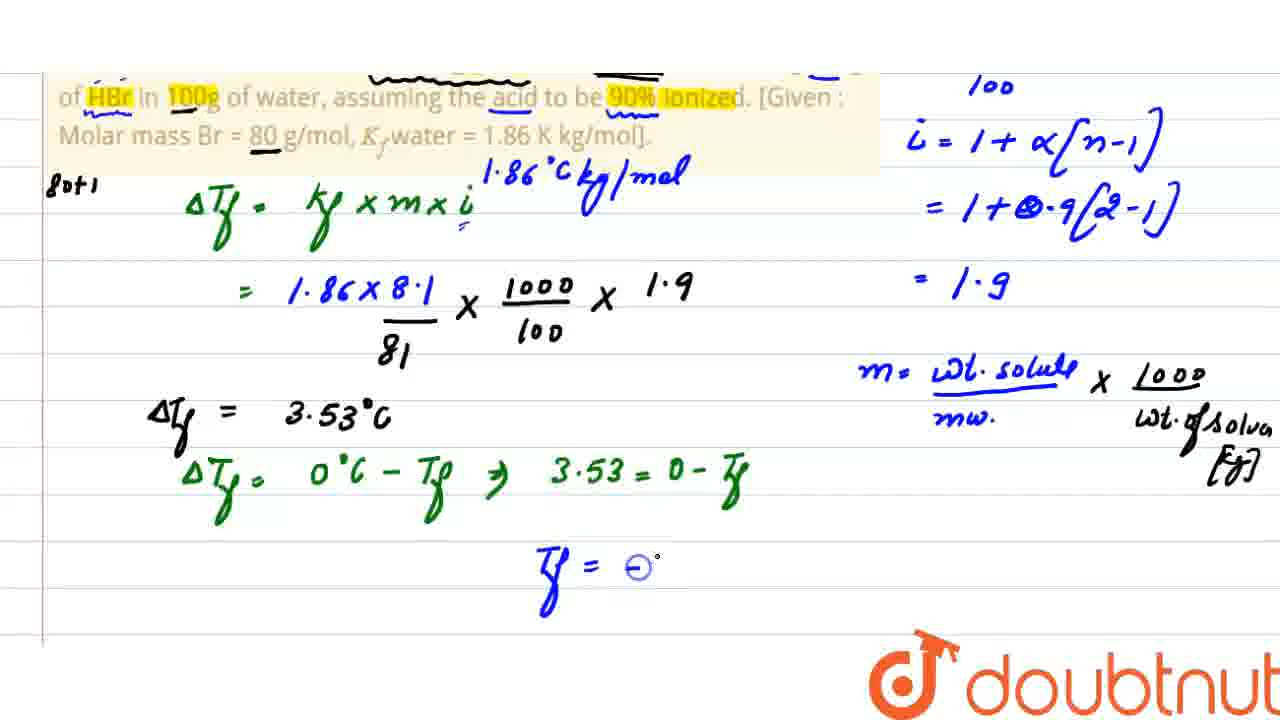 of HBr in 100g of water, assuming the acid to be 90% ionized. [Given :
Molar mass Br = 80 g/mol, Kf water = 1.86 K kg/mol].
80+1
ΔTf = Kf × m × i
1.86°C kg/mol
= 1.86 × 8.1/81 × 1000/100 × 1.9
ΔTf = 3.53°C
ΔTf = 0°C - Tf ⇒ 3.53 = 0 - Tf
Tf = -
100
i = 1 + α[n-1]
= 1 + 0.9[2-1]
= 1.9
m = wt. solute/mw. × 1000/wt. of solva
doubtnut